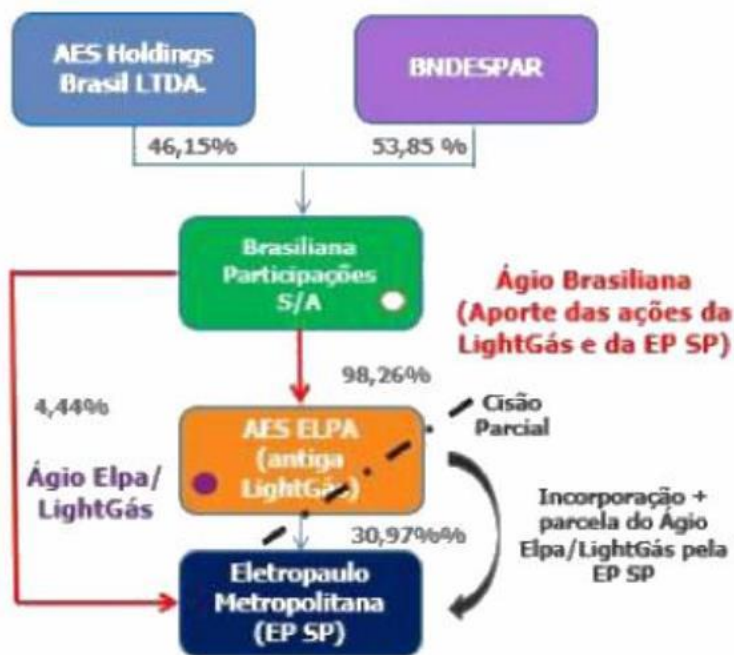 AES Holdings
Brasil LTDA.
BNDESPAR
46,15%
53,85 %
Brasiliana
Participações
S/A
Ágio Brasiliana
(Aporte das ações da
LightGás e da EP SP)
98,26%
4,44%
Cisão
Parcial
AES ELPA
(antiga
LightGás)
Ágio Elpa/
LightGás
Incorporação +
parcela do Ágio
Elpa/LightGás pela
EP SP
30,97%%
Eletropaulo
Metropolitana
(EP SP)